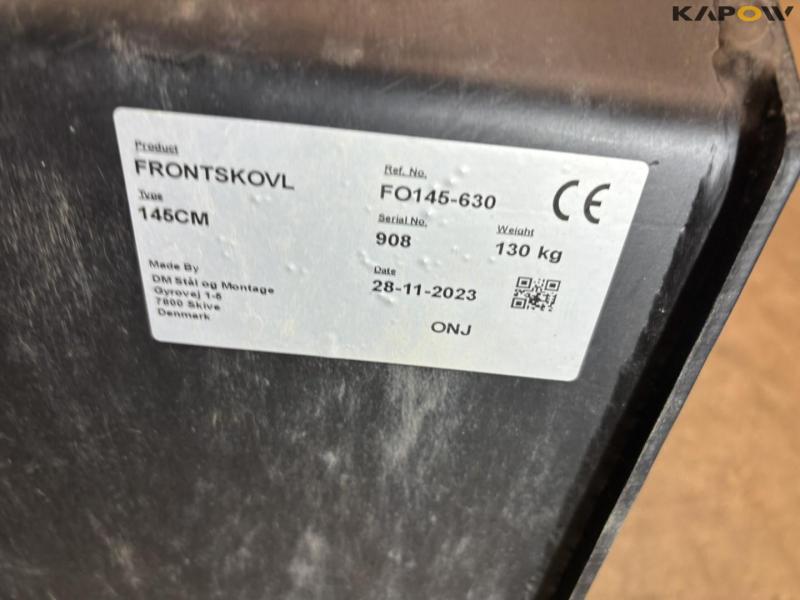 KAPOW
Product
FRONTSKOVL
Type
145CM
Made By
DM Stål og Montage
Gyrovej 1-5
7800 Skive
Denmark
Ref. No.
FO145-630
Serial No.
908
Weight
130 kg
Date
28-11-2023
ONJ
CE